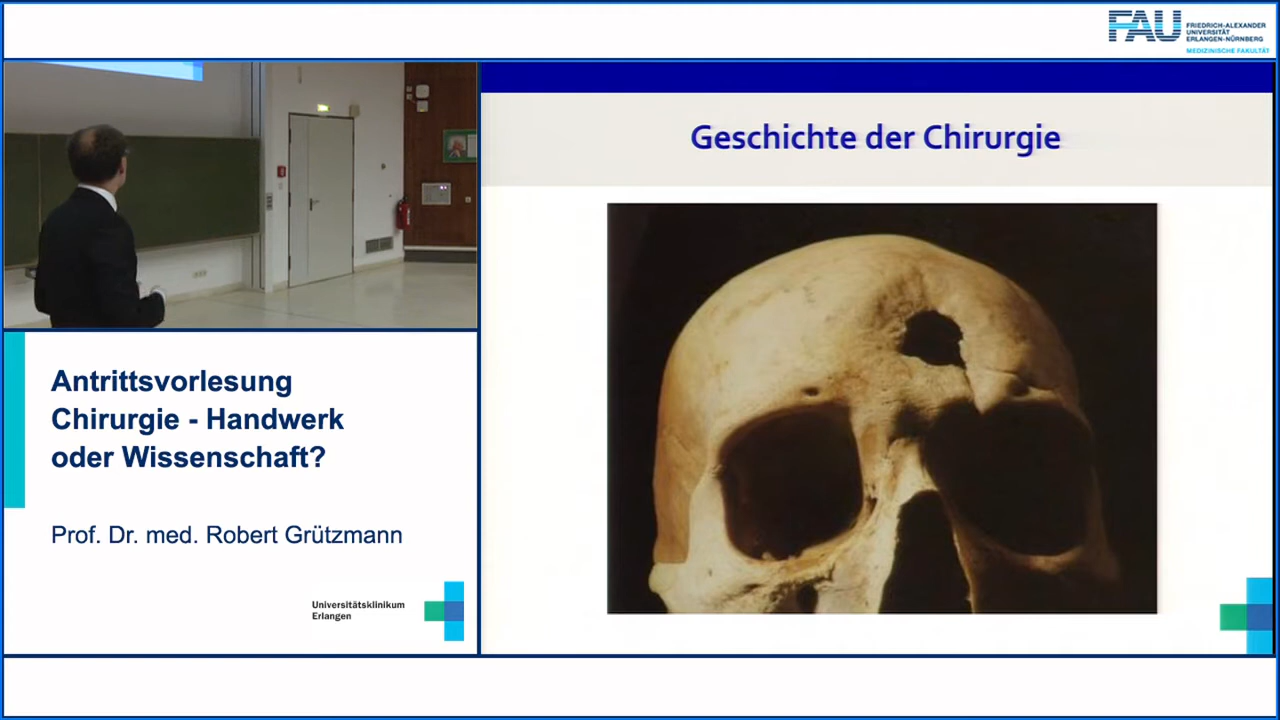 FAU
FRIEDRICH-ALEXANDER
UNIVERSITÄT
ERLANGEN-NÜRNBERG
MEDIZINISCHE FAKULTÄT
Geschichte der Chirurgie
Antrittsvorlesung
Chirurgie - Handwerk
oder Wissenschaft?
Prof. Dr. med. Robert Grützmann
Universitätsklinikum
Erlangen